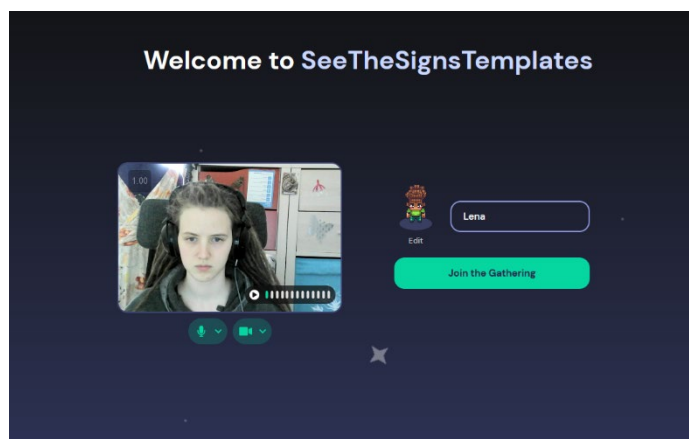 Welcome to SeeTheSignsTemplates
1.00
Lena
Edit
Join the Gathering